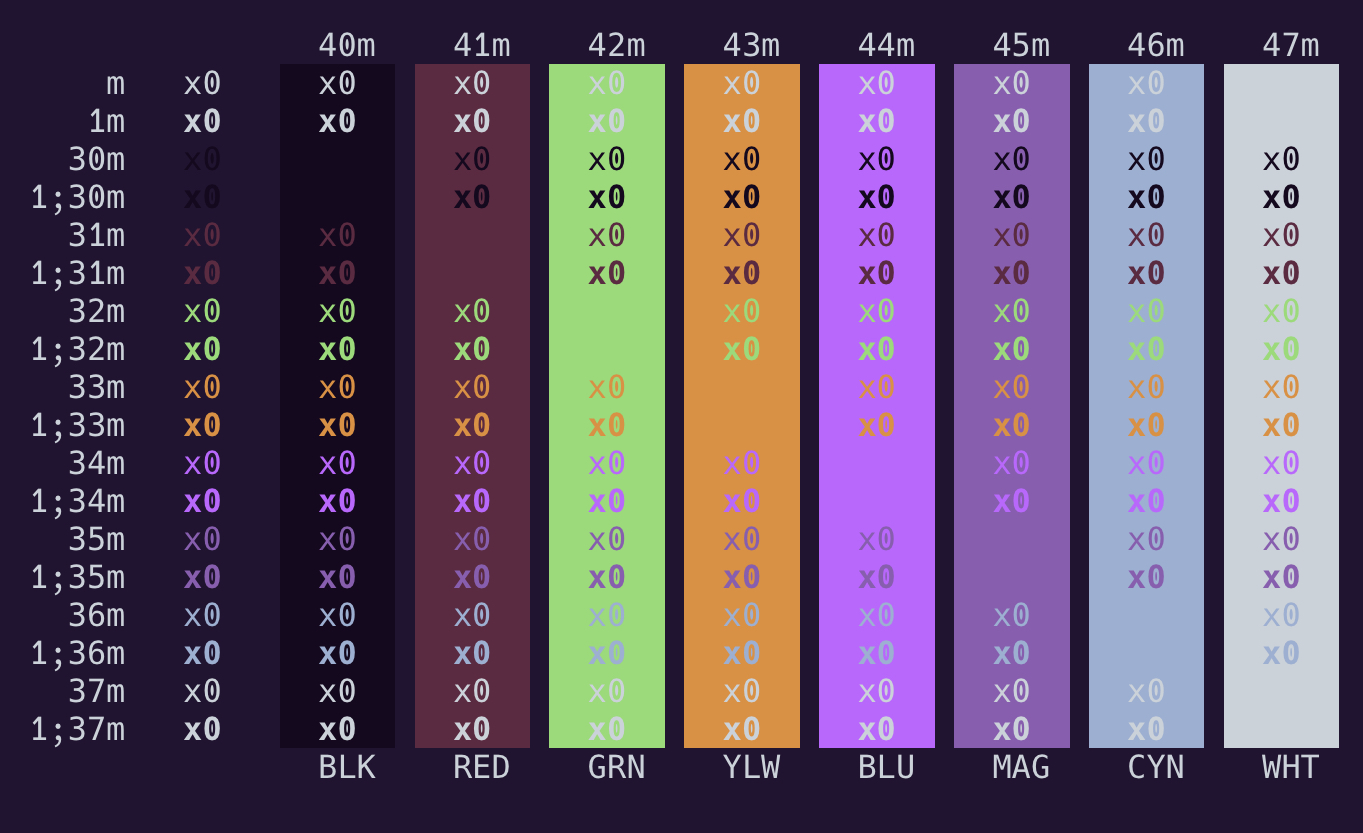 40m 41m 42m 43m 44m 45m 46m 47m
m x0 x0 x0 x0 x0 x0 x0 x0
1m x0 x0 x0 x0 x0 x0 x0 x0
30m x0 x0 x0 x0 x0 x0 x0 x0
1;30m x0 x0 x0 x0 x0 x0 x0 x0
31m x0 x0 x0 x0 x0 x0 x0 x0
1;31m x0 x0 x0 x0 x0 x0 x0 x0
32m x0 x0 x0 x0 x0 x0 x0 x0
1;32m x0 x0 x0 x0 x0 x0 x0 x0
33m x0 x0 x0 x0 x0 x0 x0 x0
1;33m x0 x0 x0 x0 x0 x0 x0 x0
34m x0 x0 x0 x0 x0 x0 x0 x0
1;34m x0 x0 x0 x0 x0 x0 x0 x0
35m x0 x0 x0 x0 x0 x0 x0 x0
1;35m x0 x0 x0 x0 x0 x0 x0 x0
36m x0 x0 x0 x0 x0 x0 x0 x0
1;36m x0 x0 x0 x0 x0 x0 x0 x0
37m x0 x0 x0 x0 x0 x0 x0 x0
1;37m x0 x0 x0 x0 x0 x0 x0 x0
BLK RED GRN YLW BLU MAG CYN WHT